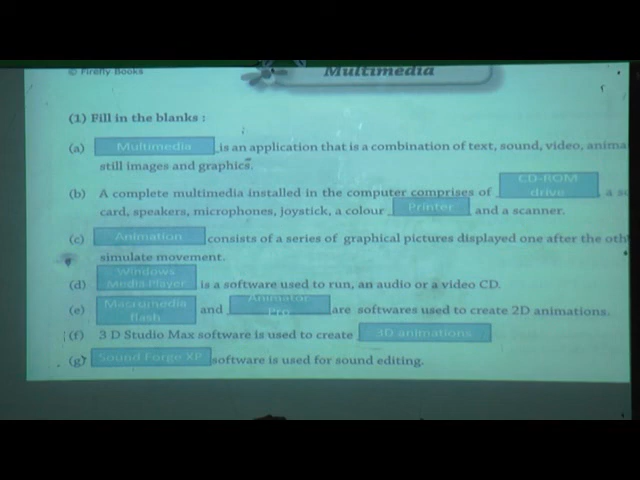 © Firefly Books
Multimedia
(1) Fill in the blanks :
(a) Multimedia is an application that is a combination of text, sound, video, anima
still images and graphics.
(b) A complete multimedia installed in the computer comprises of CD-ROM drive, a so
card, speakers, microphones, joystick, a colour Printer and a scanner.
(c) Animation consists of a series of graphical pictures displayed one after the oth
simulate movement.
(d) Windows Media Player is a software used to run, an audio or a video CD.
(e) Macromedia flash and Animator Pro are softwares used to create 2D animations.
(f) 3 D Studio Max software is used to create 3D animations
(g) Sound Forge XP software is used for sound editing.